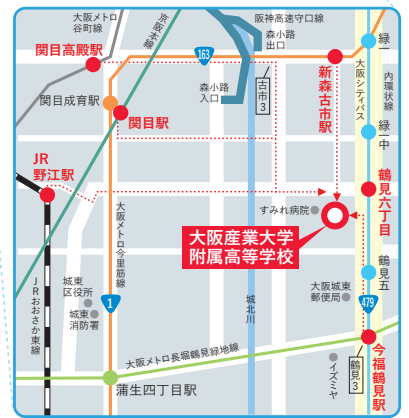 大阪メトロ
谷町線
京阪本線
阪神高速守口線
森小路
出口
緑一
関目高殿駅
163
新森古市駅
大阪シティバス
内環状線
関目成育駅
森小路
入口
古市3
関目駅
緑一中
JR
野江駅
鶴見六丁目
すみれ病院
大阪メトロ今里筋線
大阪産業大学
附属高等学校
鶴見五
城東
区役所
大阪城東
郵便局
JRおおさか東線
1
城北川
479
城東
消防署
大阪メトロ長堀鶴見緑地線
今福鶴見駅
鶴見3
イズミヤ
蒲生四丁目駅